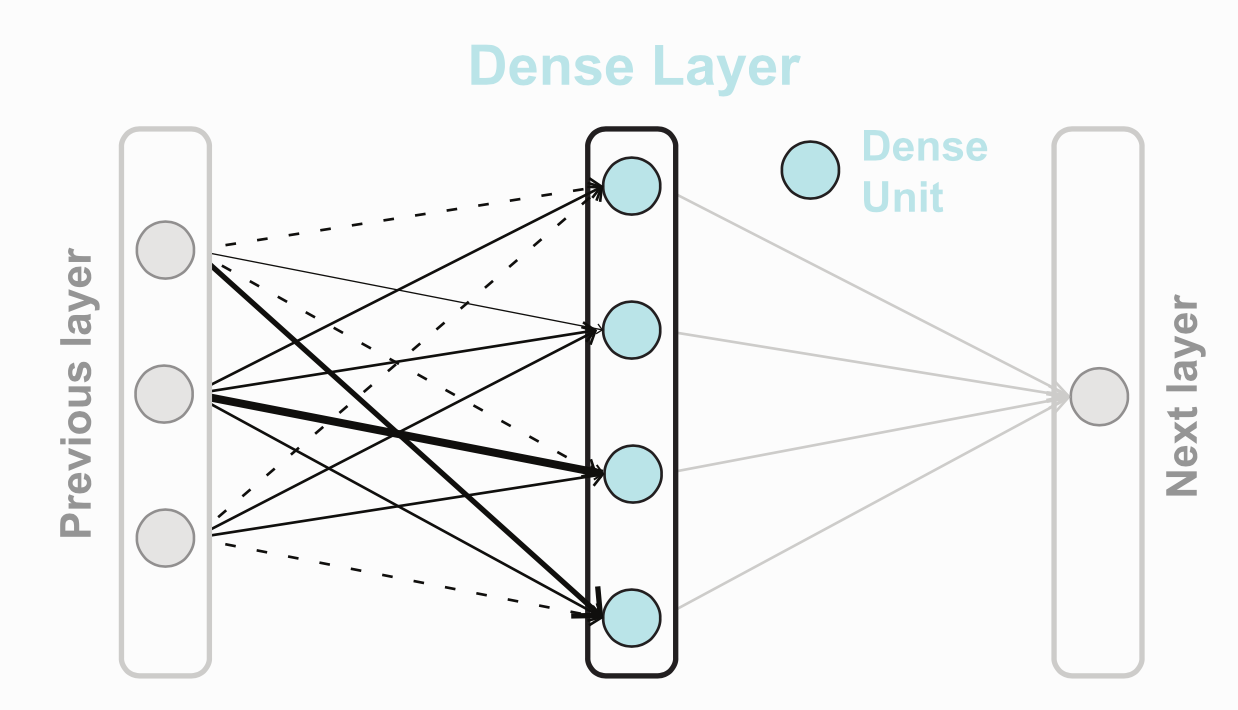 Dense Layer
Dense
Unit
Previous layer
Next layer